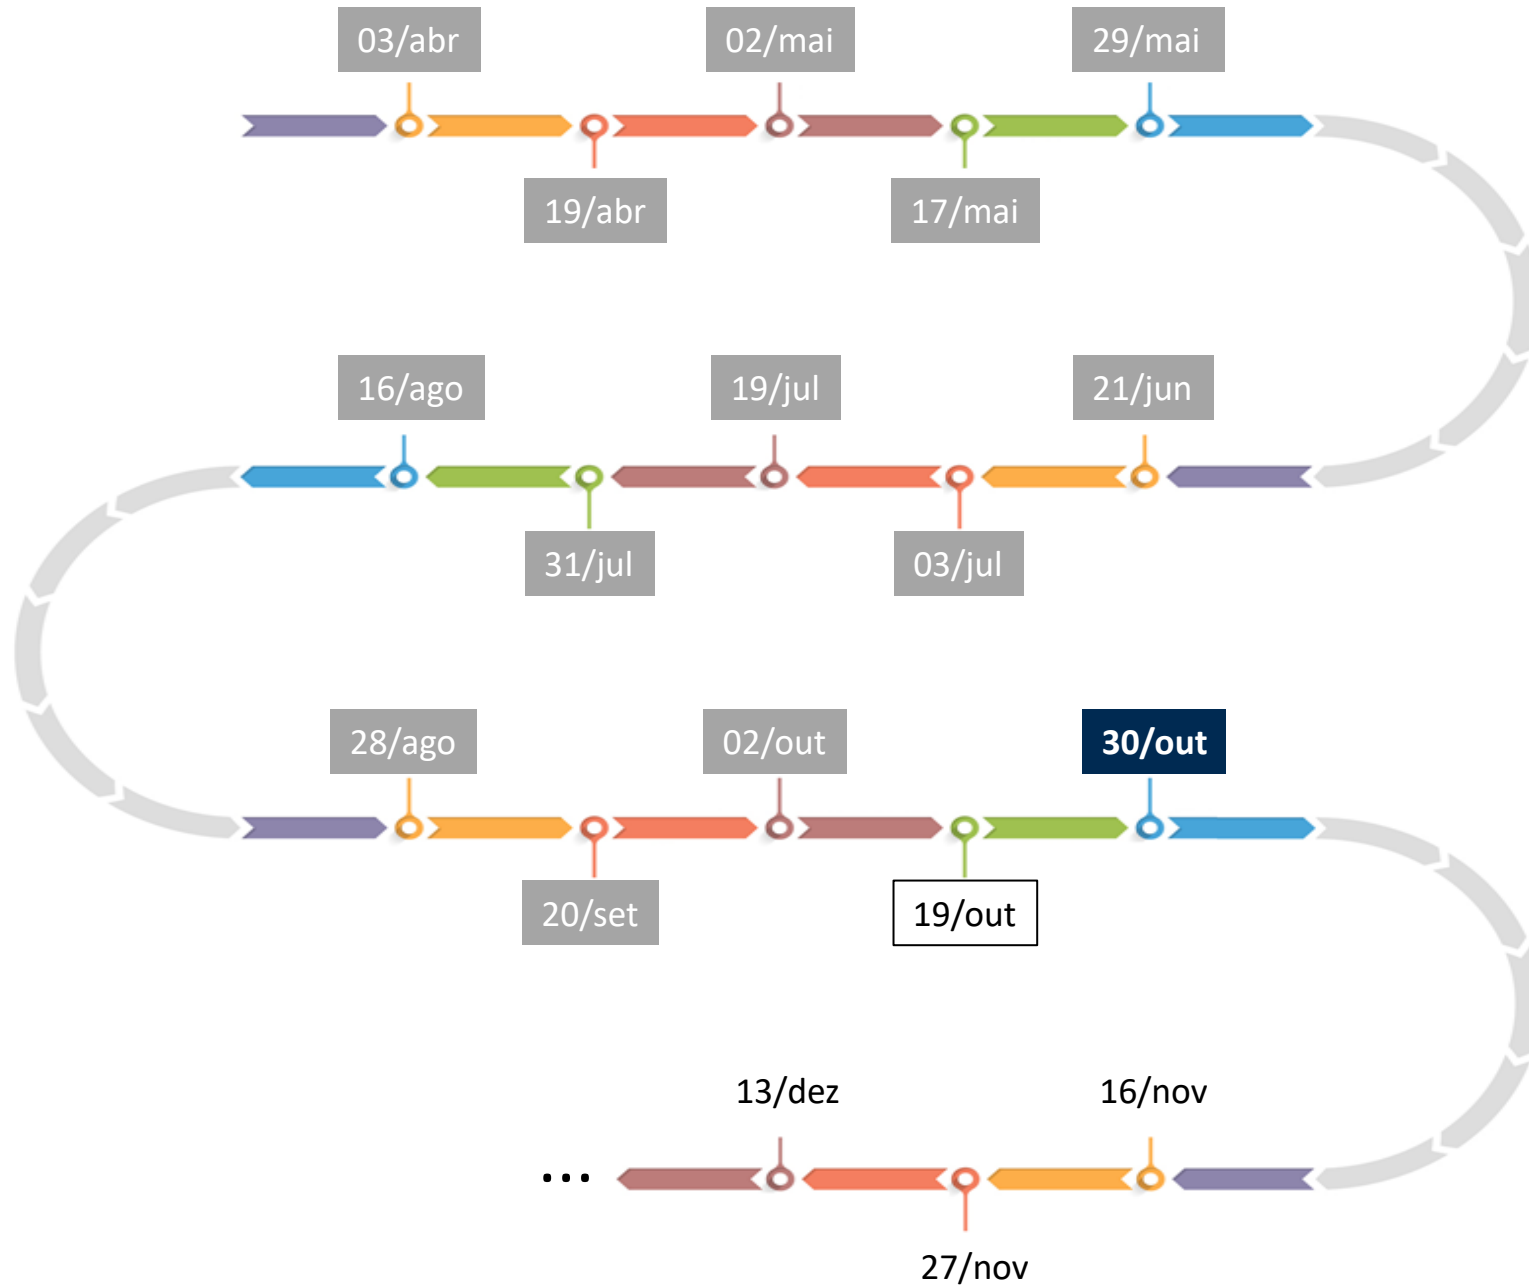 03/abr
02/mai
29/mai
19/abr
17/mai
16/ago
19/jul
21/jun
31/jul
03/jul
28/ago
02/out
30/out
20/set
19/out
13/dez
16/nov
...
27/nov